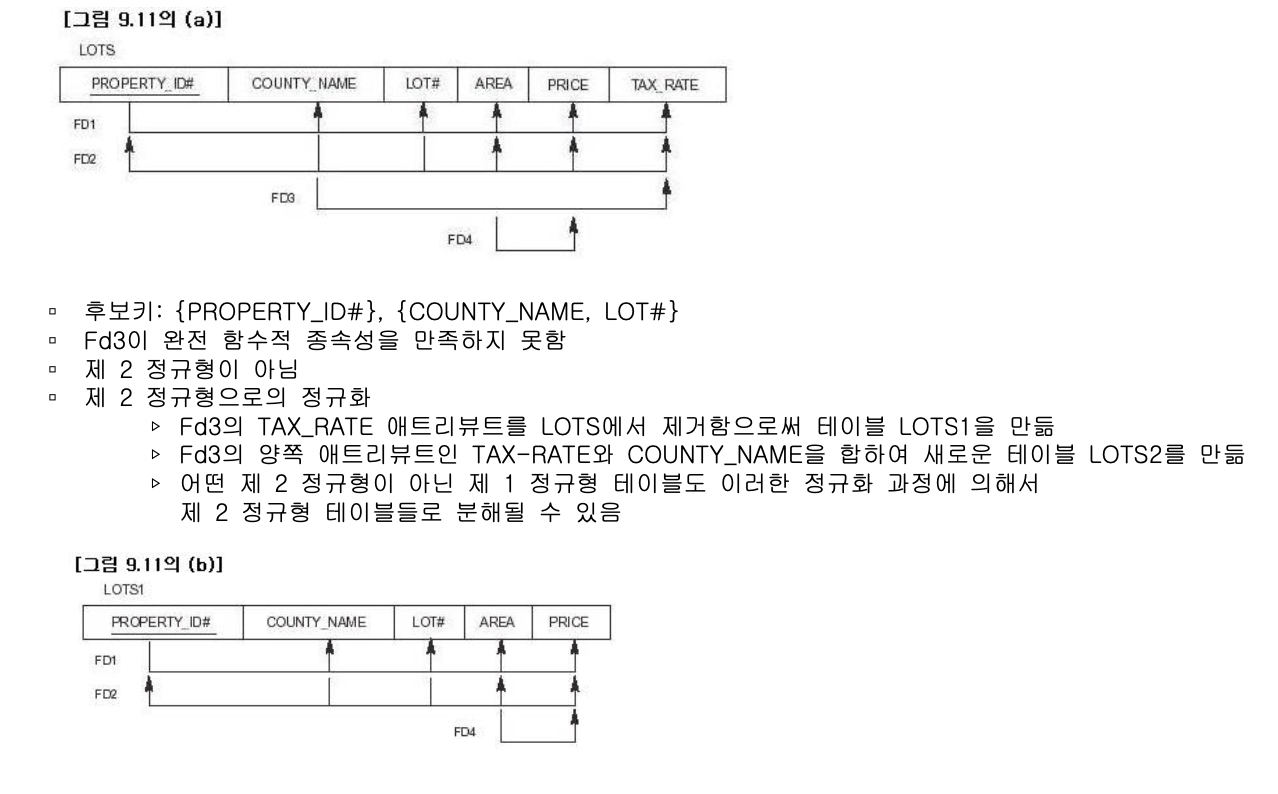 [그림 9.11의 (a)]
LOTS
PROPERTY_ID# COUNTY_NAME LOT# AREA PRICE TAX_RATE
FD1
FD2
FD3
FD4
▫ 후보키: {PROPERTY_ID#}, {COUNTY_NAME, LOT#}
▫ Fd3이 완전 함수적 종속성을 만족하지 못함
▫ 제 2 정규형이 아님
▫ 제 2 정규형으로의 정규화
▹ Fd3의 TAX_RATE 애트리뷰트를 LOTS에서 제거함으로써 테이블 LOTS1을 만듦
▹ Fd3의 양쪽 애트리뷰트인 TAX-RATE와 COUNTY_NAME을 합하여 새로운 테이블 LOTS2를 만듦
▹ 어떤 제 2 정규형이 아닌 제 1 정규형 테이블도 이러한 정규화 과정에 의해서
제 2 정규형 테이블들로 분해될 수 있음
[그림 9.11의 (b)]
LOTS1
PROPERTY_ID# COUNTY_NAME LOT# AREA PRICE
FD1
FD2
FD4